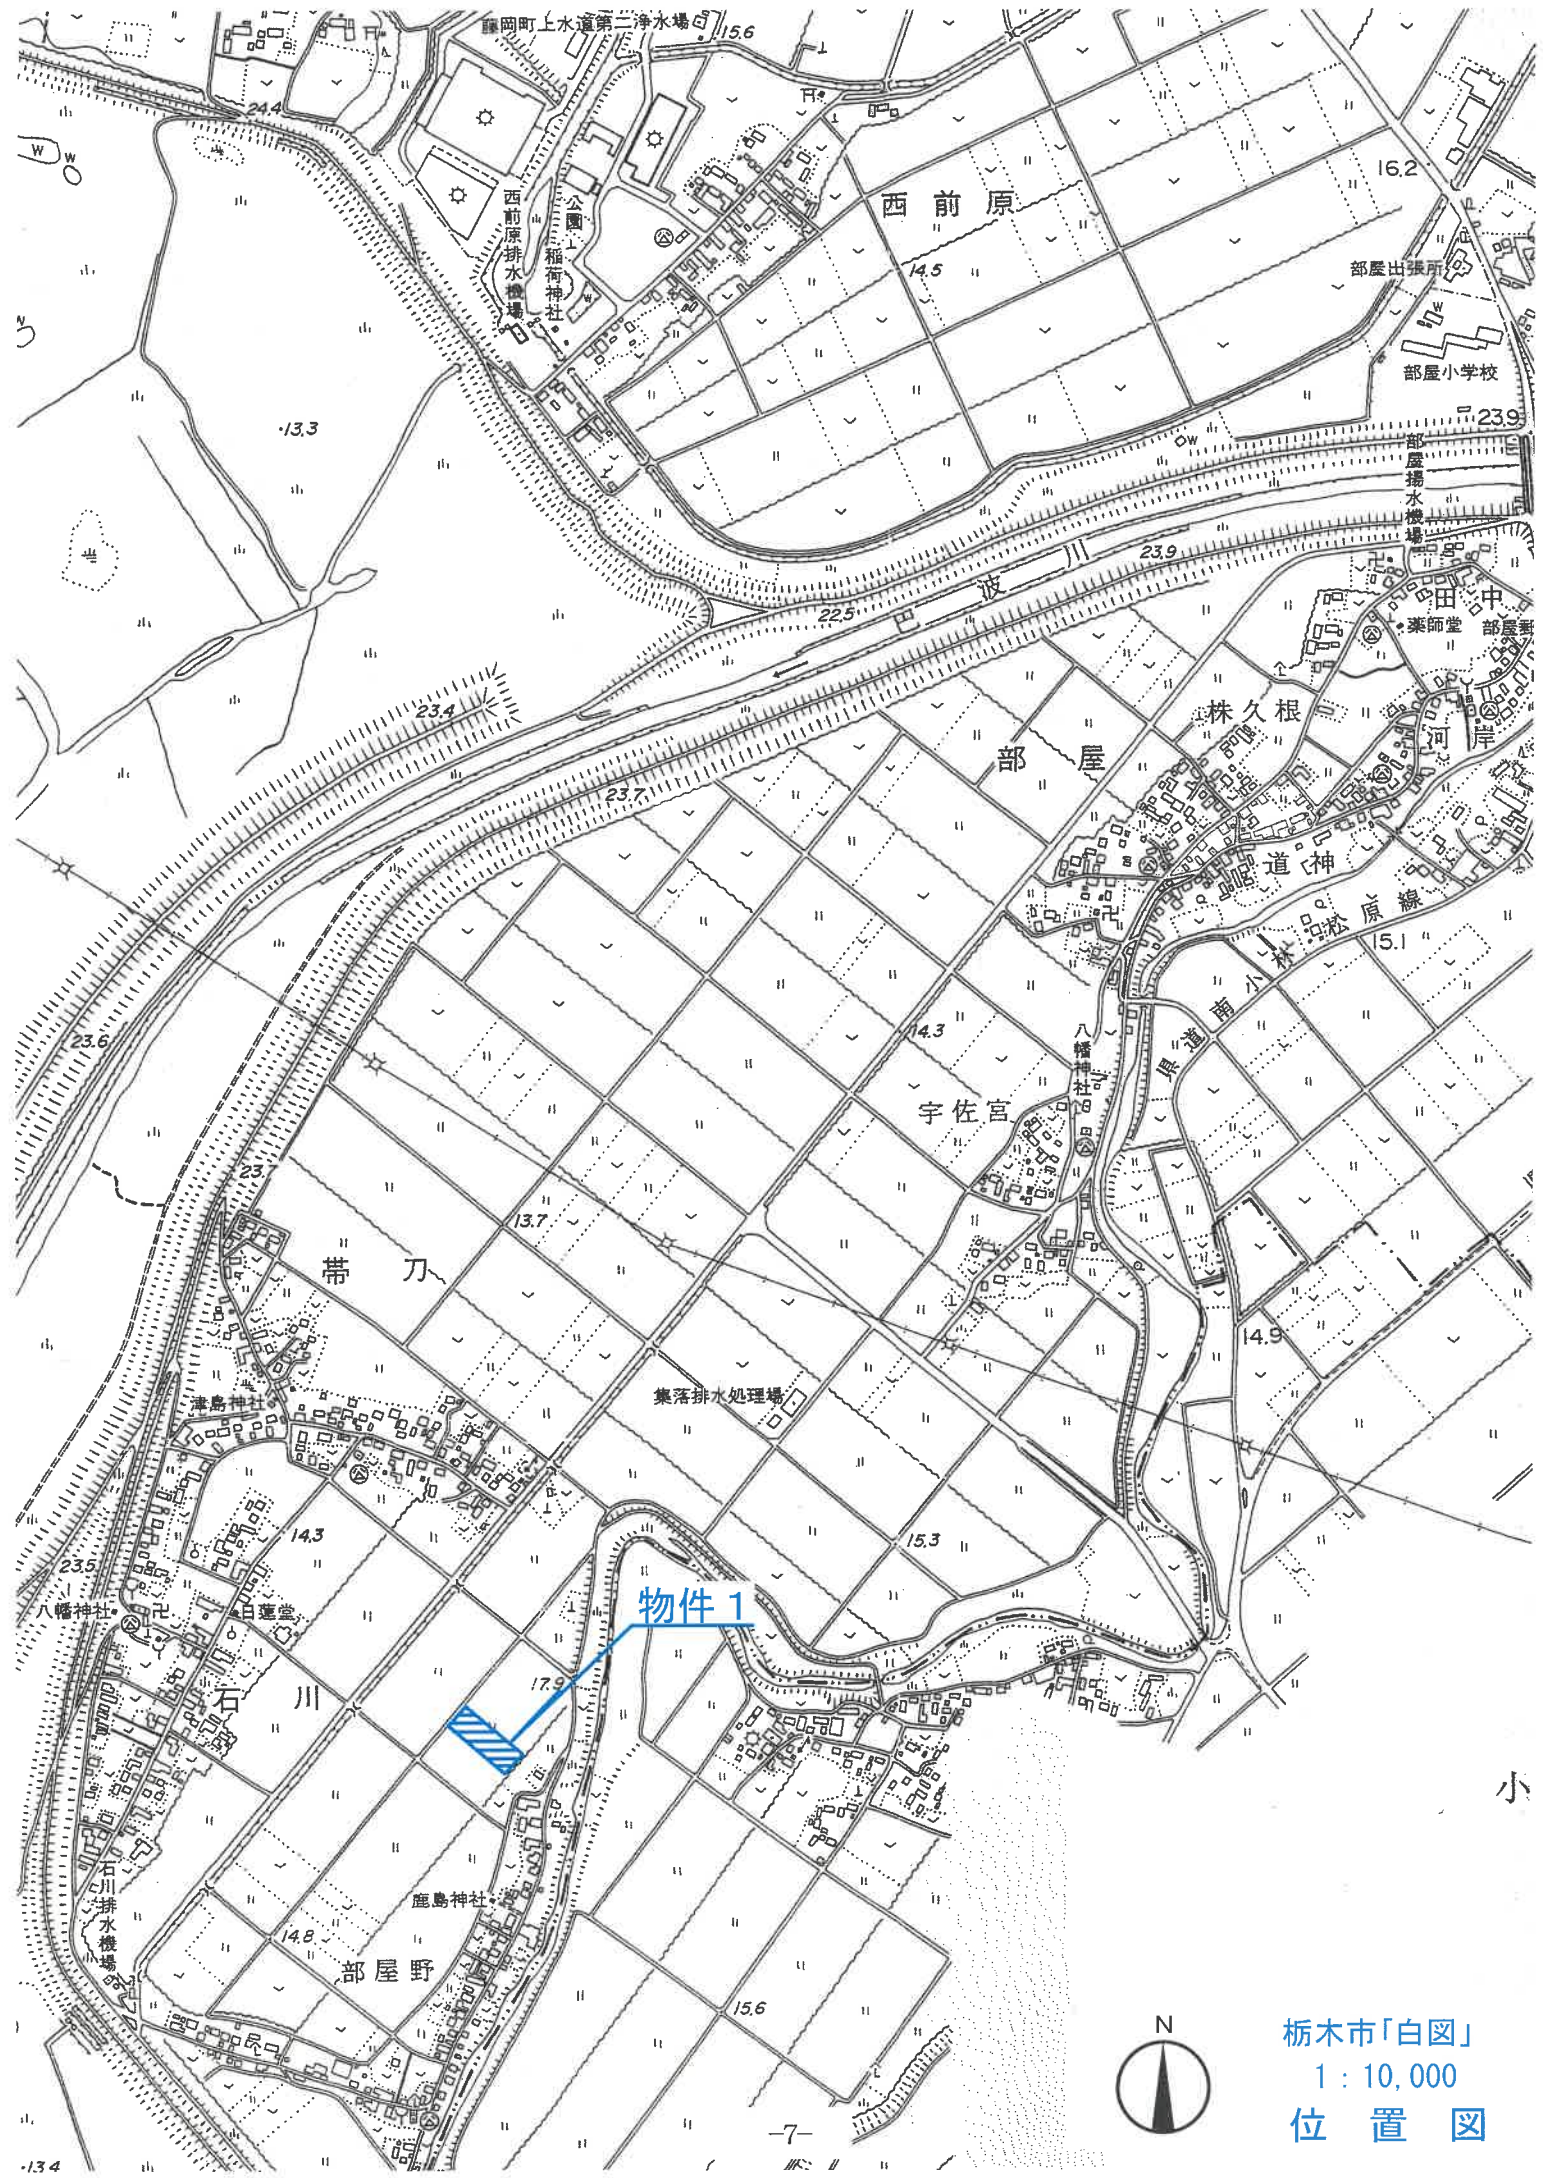 藤岡町上水道第二浄水場
15.6
24.4
16.2
西前原
公園
西前原排水機場
稲荷神社
14.5
部屋出張所
部屋小学校
13.3
23.9
部屋揚水機場
23.9
川
波
22.5
巴
田中
薬師堂
23.4
株久根
河岸
部屋
23.7
道神
県道南小林松原線
15.1
23.6
14.3
八幡神社
宇佐宮
23.7
13.7
帯刀
14.9
集落排水処理場
津島神社
14.3
15.3
23.5
八幡神社
白蓮堂
物件1
17.9
石川
小
石川排水機場
鹿島神社
14.8
部屋野
15.6
N
栃木市「白図」
1：10,000
位置図
−7−
13.4